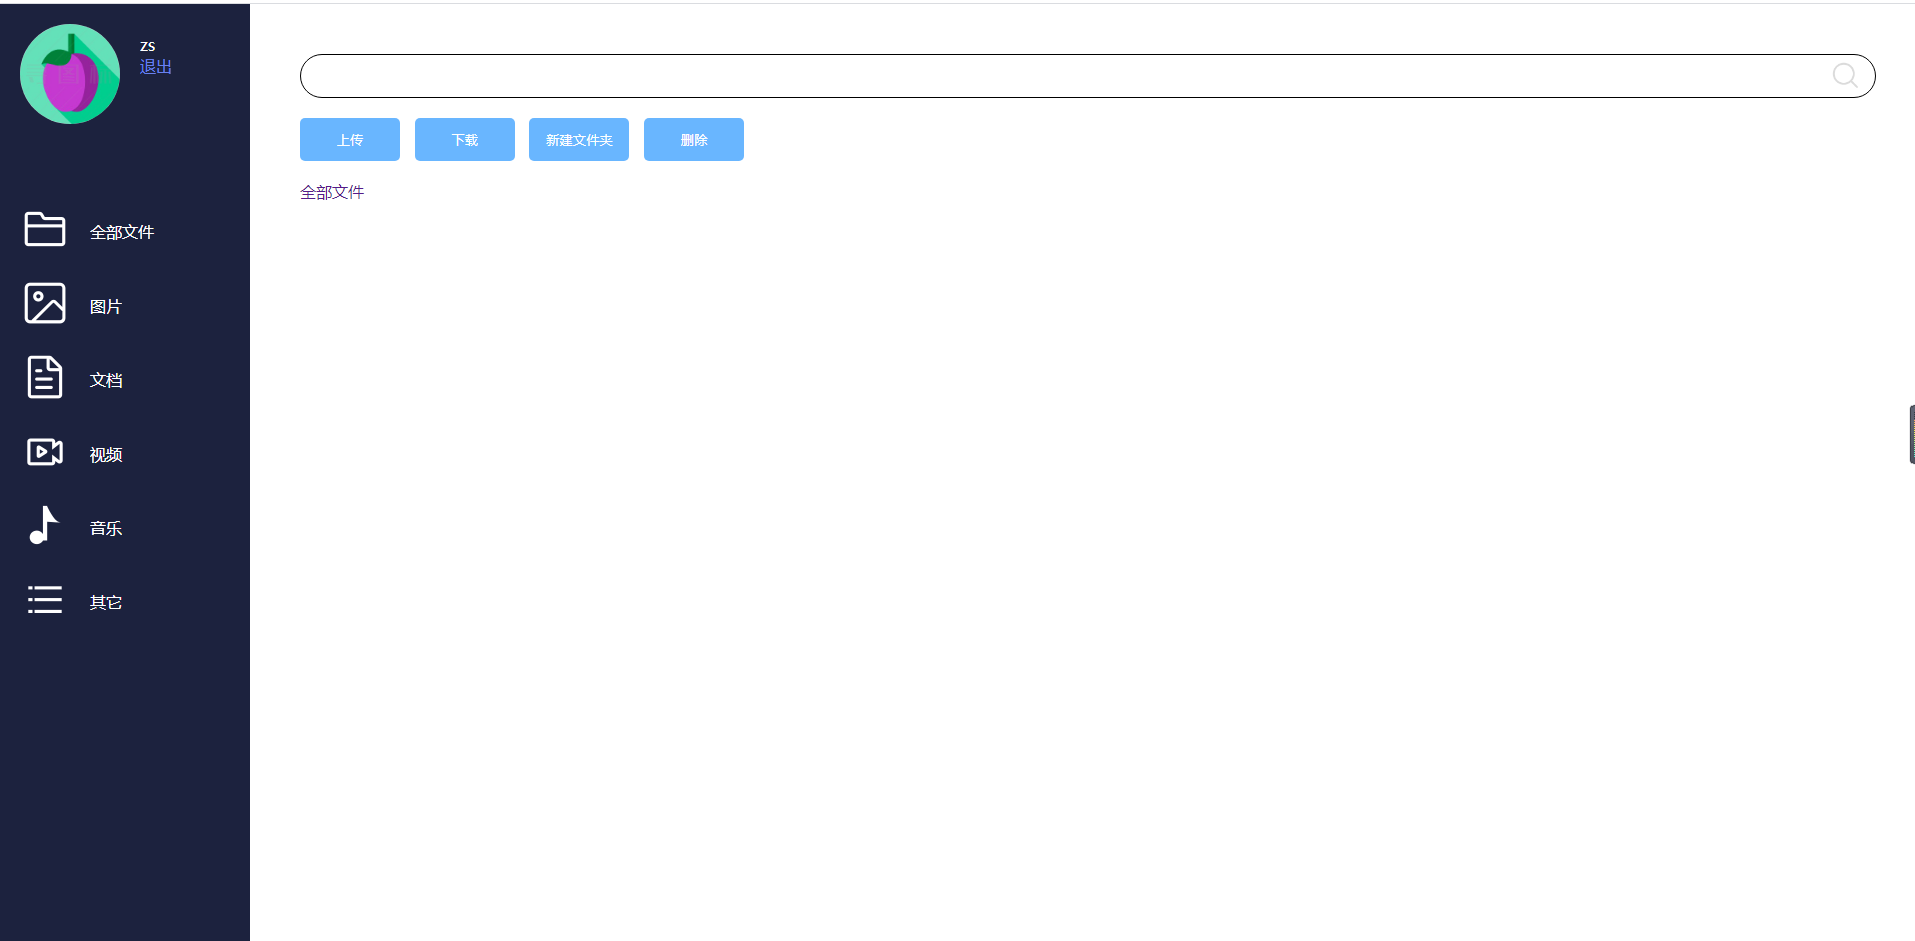 zs
退出
全部文件
图片
文档
视频
音乐
其它
上传 下载 新建文件夹 删除
全部文件